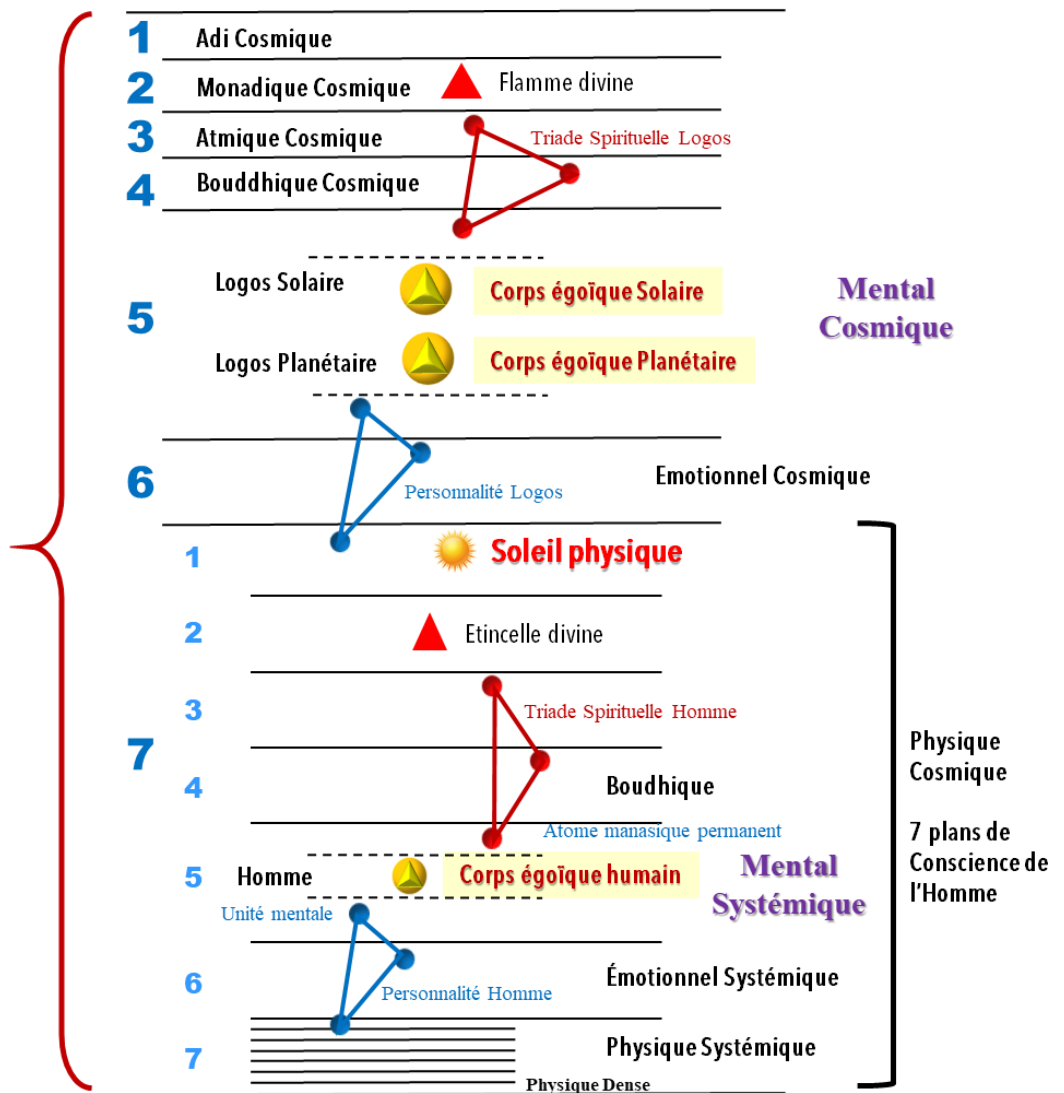 1 Adi Cosmique
2 Monadique Cosmique Flamme divine
3 Atmique Cosmique Triade Spirituelle Logos
4 Bouddhique Cosmique
Logos Solaire Corps égoïque Solaire
5
Mental
Cosmique
Logos Planétaire Corps égoïque Planétaire
6 Emotionnel Cosmique
Personnalité Logos
1 Soleil physique
2 Etincelle divine
3 Triade Spirituelle Homme
7
Physique
Cosmique
4 Boudhique
Atome manasique permanent
7 plans de
Conscience de
l'Homme
5 Homme Corps égoïque humain
Mental
Systémique
Unité mentale
6 Émotionnel Systémique
Personnalité Homme
7 Physique Systémique
Physique Dense